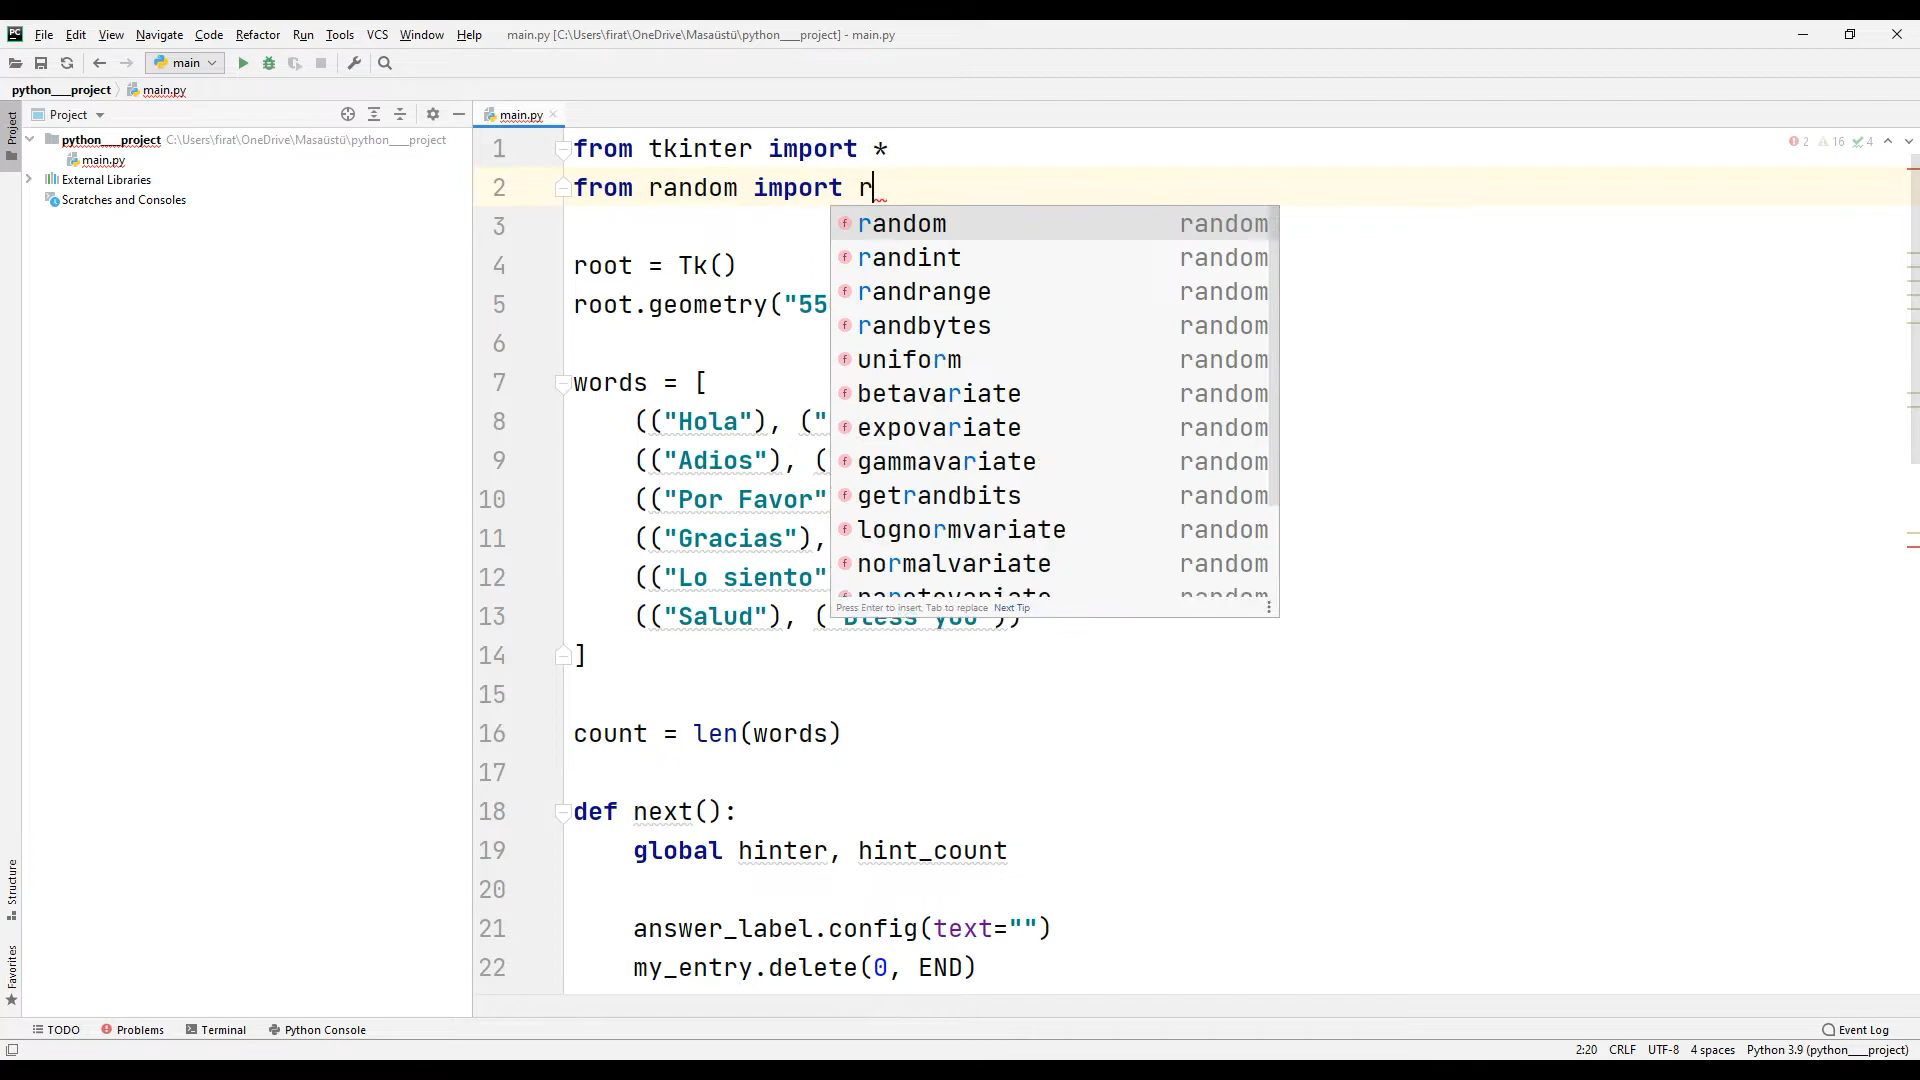 PC File Edit View Navigate Code Refactor Run Tools VCS Window Help main.py [C:\Users\firat\OneDrive\Masaüstü\python___project] - main.py
main
python___project main.py
Project
python___project C:\Users\firat\OneDrive\Masaüstü\python___project
main.py
External Libraries
Scratches and Consoles
Project
Structure
Favorites
main.py
2 16 4
1 from tkinter import *
2 from random import r
3
4 root = Tk()
5 root.geometry("55
6
7 words = [
8 (("Hola"), ("
9 (("Adios"), (
10 (("Por Favor"
11 (("Gracias"),
12 (("Lo siento"
13 (("Salud"), ("Bless you"))
14 ]
15
16 count = len(words)
17
18 def next():
19 global hinter, hint_count
20
21 answer_label.config(text="")
22 my_entry.delete(0, END)
random random
randint random
randrange random
randbytes random
uniform random
betavariate random
expovariate random
gammavariate random
getrandbits random
lognormvariate random
normalvariate random
paretovariate random
Press Enter to insert, Tab to replace Next Tip
TODO Problems Terminal Python Console Event Log
2:20 CRLF UTF-8 4 spaces Python 3.9 (python___project)